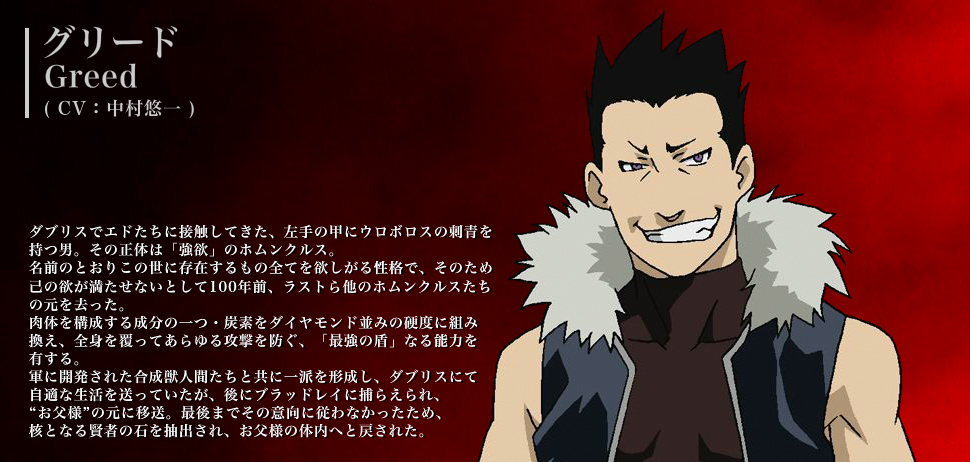 グリード
Greed
( CV：中村悠一 )
ダブリスでエドたちに接触してきた、左手の甲にウロボロスの刺青を
持つ男。その正体は「強欲」のホムンクルス。
名前のとおりこの世に存在するもの全てを欲しがる性格で、そのため
己の欲が満たせないとして100年前、ラストら他のホムンクルスたち
の元を去った。
肉体を構成する成分の一つ・炭素をダイヤモンド並みの硬度に組み
換え、全身を覆ってあらゆる攻撃を防ぐ、「最強の盾」なる能力を
有する。
軍に開発された合成獣人間たちと共に一派を形成し、ダブリスにて
自適な生活を送っていたが、後にブラッドレイに捕らえられ、
“お父様”の元に移送。最後までその意向に従わなかったため、
核となる賢者の石を抽出され、お父様の体内へと戻された。